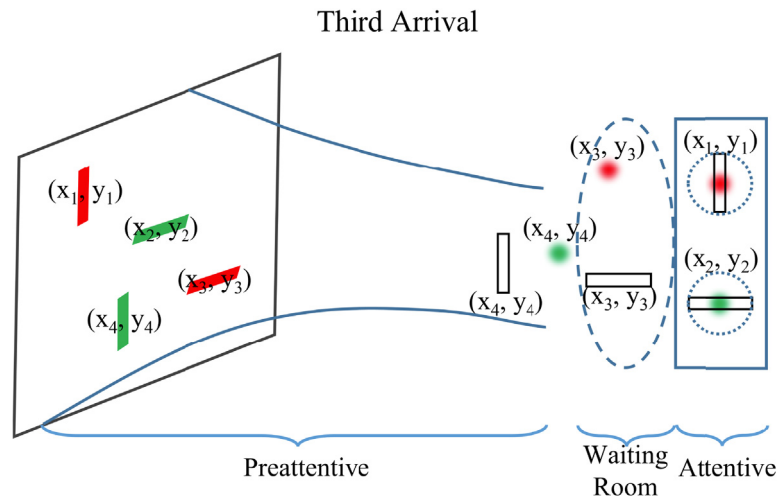 Third Arrival
(x₁, y₁)
(x₂, y₂)
(x₃, y₃)
(x₄, y₄)
(x₄, y₄)
(x₄, y₄)
(x₃, y₃)
(x₃, y₃)
(x₁, y₁)
(x₂, y₂)
Preattentive
Waiting
Room
Attentive